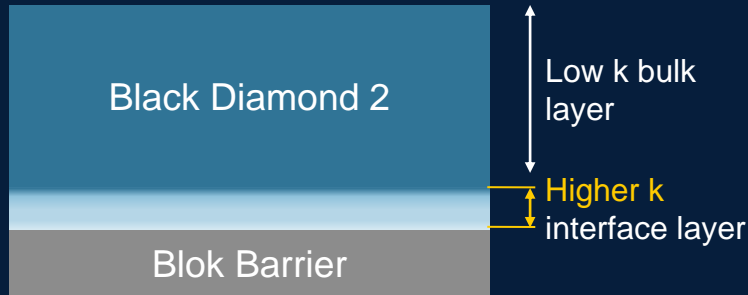 Black Diamond 2
Low k bulk
layer
Higher k
interface layer
Blok Barrier